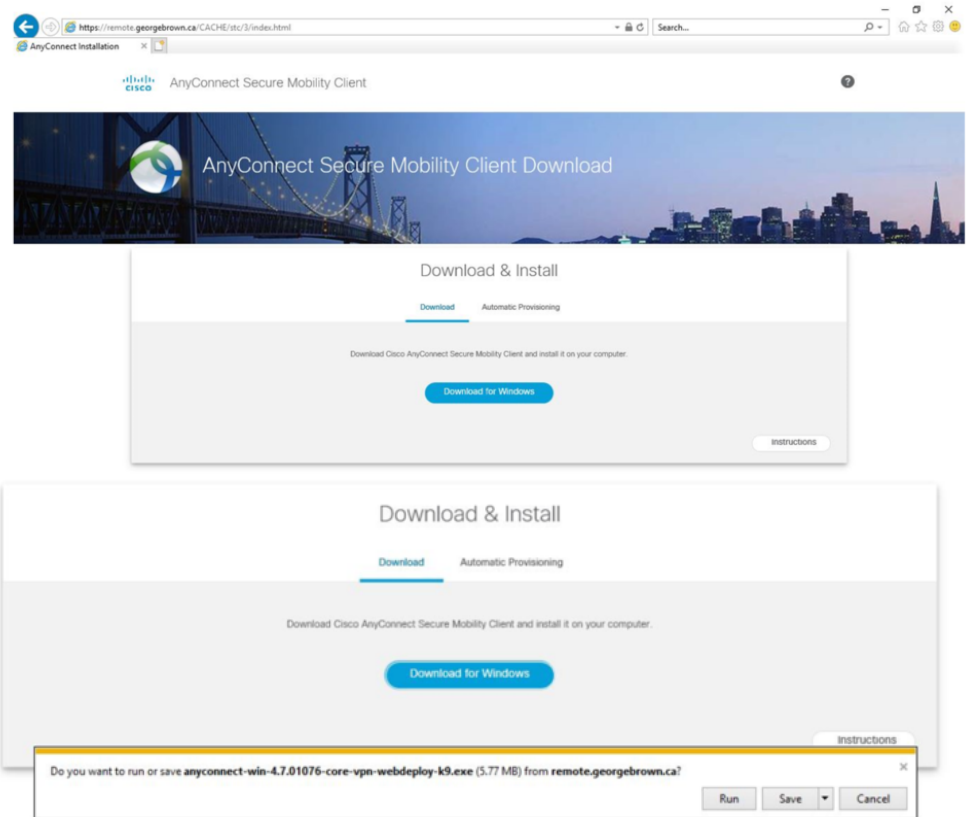 https://remote.georgebrown.ca/CACHE/stc/3/index.html
Search...
AnyConnect Installation
cisco
AnyConnect Secure Mobility Client
?
AnyConnect Secure Mobility Client Download
Download & Install
Download Automatic Provisioning
Download Cisco AnyConnect Secure Mobility Client and install it on your computer.
Download for Windows
Instructions
Download & Install
Download Automatic Provisioning
Download Cisco AnyConnect Secure Mobility Client and install it on your computer.
Download for Windows
Instructions
Do you want to run or save anyconnect-win-4.7.01076-core-vpn-webdeploy-k9.exe (5.77 MB) from remote.georgebrown.ca?
Run Save Cancel